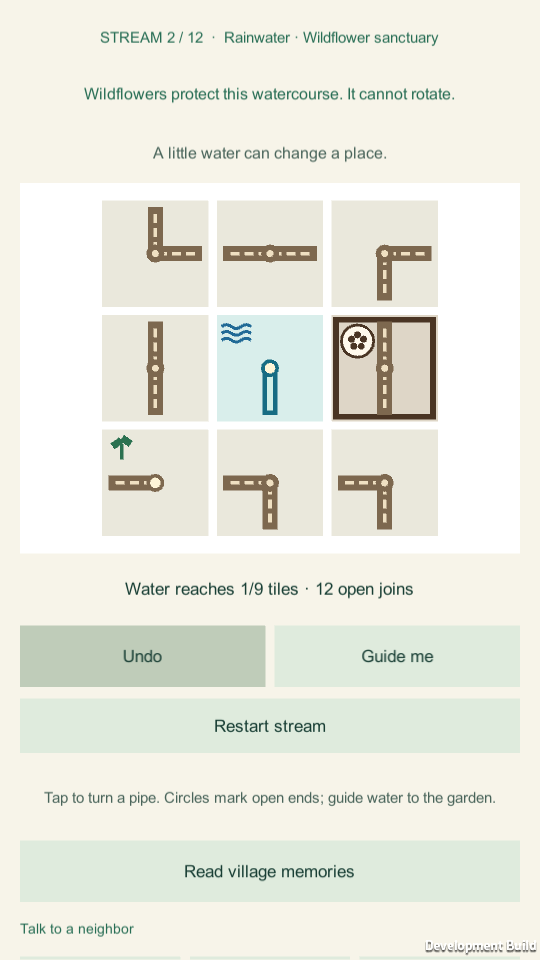 STREAM 2 / 12 · Rainwater · Wildflower sanctuary
Wildflowers protect this watercourse. It cannot rotate.
A little water can change a place.
Water reaches 1/9 tiles · 12 open joins
Undo
Guide me
Restart stream
Tap to turn a pipe. Circles mark open ends; guide water to the garden.
Read village memories
Talk to a neighbor
Development Build